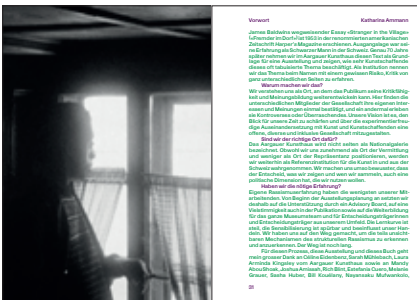 Vorwort Katharina Ammann
James Baldwins wegweisender Essay «Stranger in the Village»
(«Fremder im Dorf») ist 1953 in der renommierten amerikanischen
Zeitschrift Harper's Magazine erschienen. Ausgangslage war sei-
ne Erfahrung als Schwarzer Mann in der Schweiz. Genau 70 Jahre
später nehmen wir im Aargauer Kunsthaus diesen Text als Grund-
lage für eine Ausstellung und zeigen, wie sehr Kunstschaffende
dieses oft tabuisierte Thema beschäftigt. Als Institution nennen
wir das Thema beim Namen mit einem gewissen Risiko, Kritik von
ganz unterschiedlichen Seiten zu erfahren.
Warum machen wir das?
Wir verstehen uns als Ort, an dem das Publikum seine Kritikfähig-
keit und Meinungsbildung weiterentwickeln kann. Hier finden die
unterschiedlichen Mitglieder der Gesellschaft ihre eigenen Inter-
essen und Meinungen einmal bestätigt, und ein andermal erleben
sie Kontroverse oder Überraschendes. Unsere Vision ist es, den
Blick für unsere Zeit zu schärfen und über die experimentierfreu-
dige Auseinandersetzung mit Kunst und Kunstschaffenden eine
offene, diverse und inklusive Gesellschaft mitzugestalten.
Sind wir der richtige Ort dafür?
Das Aargauer Kunsthaus wird nicht selten als Nationalgalerie
bezeichnet. Obwohl wir uns zunehmend als Ort der Vermittlung
und weniger als Ort der Repräsentanz positionieren, werden
wir weiterhin als Referenzinstitution für die Kunst in und aus der
Schweiz wahrgenommen. Wir machen uns umso bewusster, dass
der Entscheid, was wir zeigen und wen wir sammeln, auch eine
politische Dimension hat, die wir nutzen wollen.
Haben wir die nötige Erfahrung?
Eigene Rassismuserfahrung haben die wenigsten unserer Mit-
arbeitenden. Von Beginn der Ausstellungsplanung an setzten wir
deshalb auf die Unterstützung durch ein Advisory Board, auf eine
Vielstimmigkeit auch in der Publikation sowie auf die Weiterbildung
für das ganze Museumsteam und für Entscheidungsträgerinnen
und Entscheidungsträger aus unserem Umfeld. Die Lernkurve ist
steil, die Sensibilisierung ist spürbar und beeinflusst unser Han-
deln. Wir haben uns auf den Weg gemacht, um die teils unsicht-
baren Mechanismen des strukturellen Rassismus zu erkennen
und anzuerkennen. Der Weg ist noch lang.
Für diesen Prozess, diese Ausstellung und dieses Buch geht
mein grosser Dank an Céline Eidenbenz, Sarah Mühlebach, Laura
Arminda Kingsley vom Aargauer Kunsthaus sowie an Mandy
Abou Shoak, Joshua Amissah, Rich Blint, Estefania Cuero, Melanie
Grauer, Sasha Huber, Bill Kouélany, Nayansaku Mufwankolo,